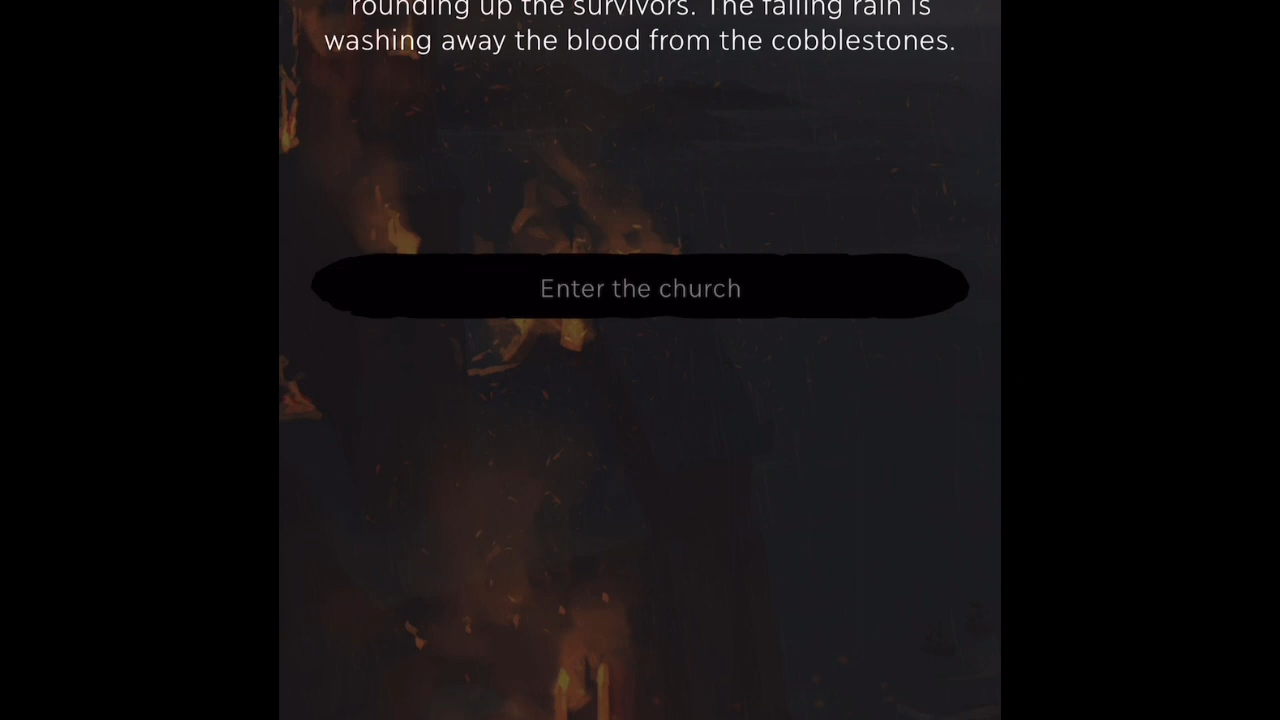 rounding up the survivors. The falling rain is
washing away the blood from the cobblestones.
Enter the church